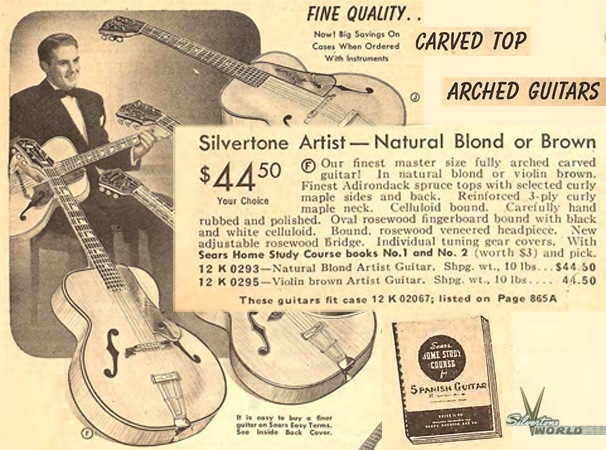 FINE QUALITY..
Now! Big Savings On
Cases When Ordered
With Instruments
CARVED TOP
ARCHED GUITARS
J
Silvertone Artist—Natural Blond or Brown
$44.50
Your Choice
(F) Our finest master size fully arched carved
guitar! In natural blond or violin brown.
Finest Adirondack spruce tops with selected curly
maple sides and back. Reinforced 3-ply curly
maple neck. Celluloid bound. Carefully hand
rubbed and polished. Oval rosewood fingerboard bound with black
and white celluloid. Bound, rosewood veneered headpiece. New
adjustable rosewood bridge. Individual tuning gear covers. With
Sears Home Study Course books No.1 and No. 2 (worth $3) and pick.
12 K 0293—Natural Blond Artist Guitar. Shpg. wt., 10 lbs...$44.50
12 K 0295—Violin brown Artist Guitar. Shpg. wt., 10 lbs.... 44.50
These guitars fit case 12 K 02067; listed on Page 865A
F
It is easy to buy a finer
guitar on Sears Easy Terms.
See Inside Back Cover.
Sears
HOME STUDY
COURSE
for
SPANISH GUITAR
Silvertone
WORLD